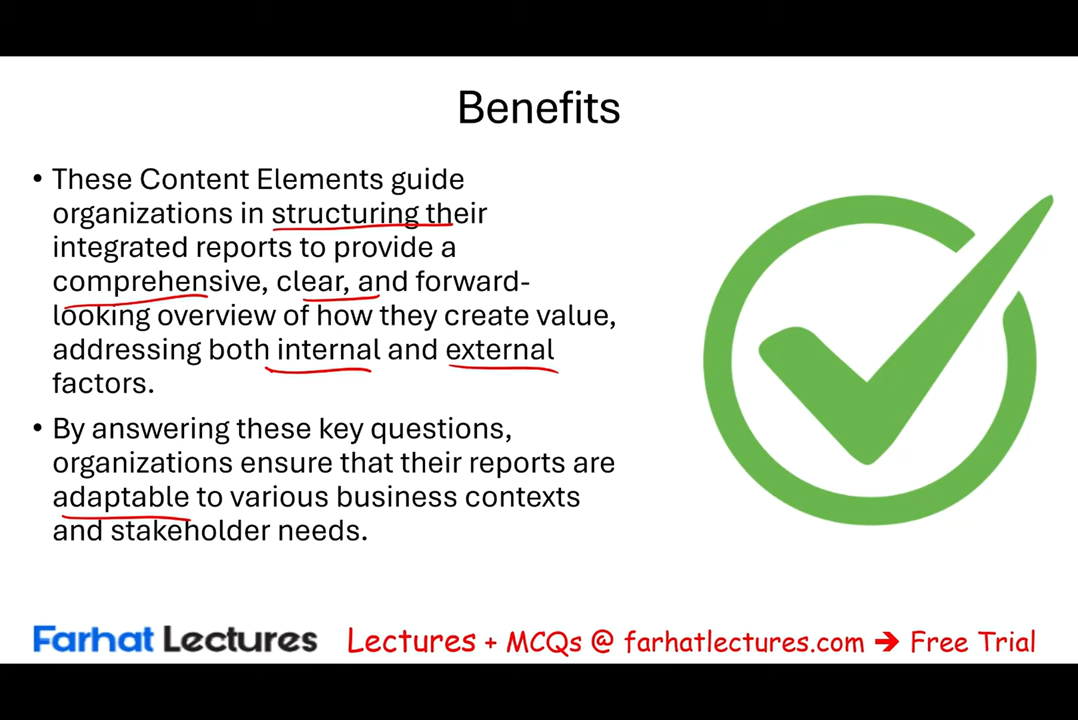 Benefits
• These Content Elements guide
organizations in structuring their
integrated reports to provide a
comprehensive, clear, and forward-
looking overview of how they create value,
addressing both internal and external
factors.
• By answering these key questions,
organizations ensure that their reports are
adaptable to various business contexts
and stakeholder needs.
Farhat Lectures Lectures + MCQs @ farhatlectures.com → Free Trial